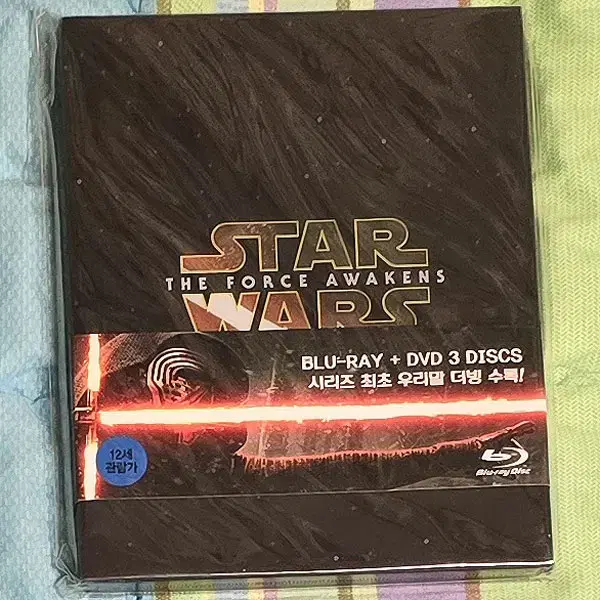 STAR
THE FORCE AWAKENS
WARS
BLU-RAY + DVD 3 DISCS
시리즈 최초 우리말 더빙 수록!
12세
관람가
Blu-ray Disc